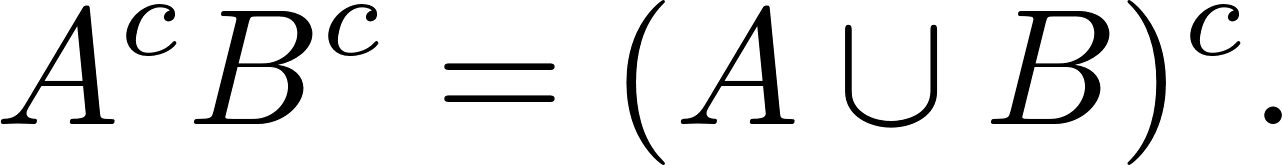 A^c B^c = (A ∪ B)^c.